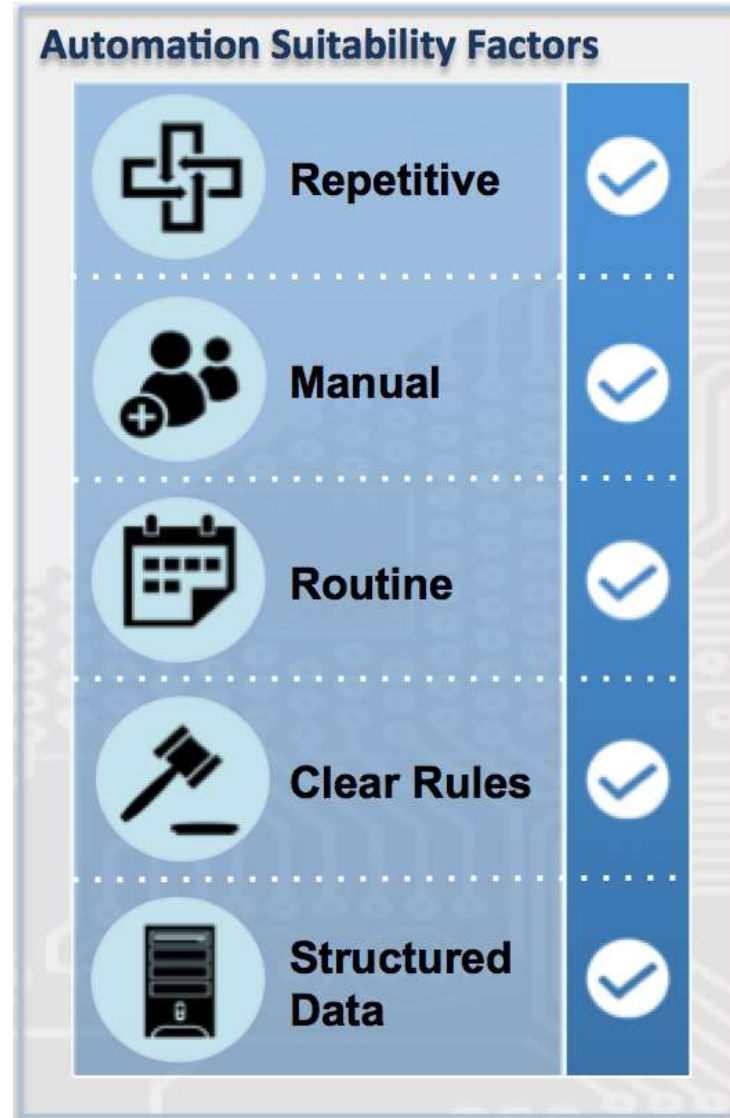 Automation Suitability Factors
Repetitive
Manual
Routine
Clear Rules
Structured
Data